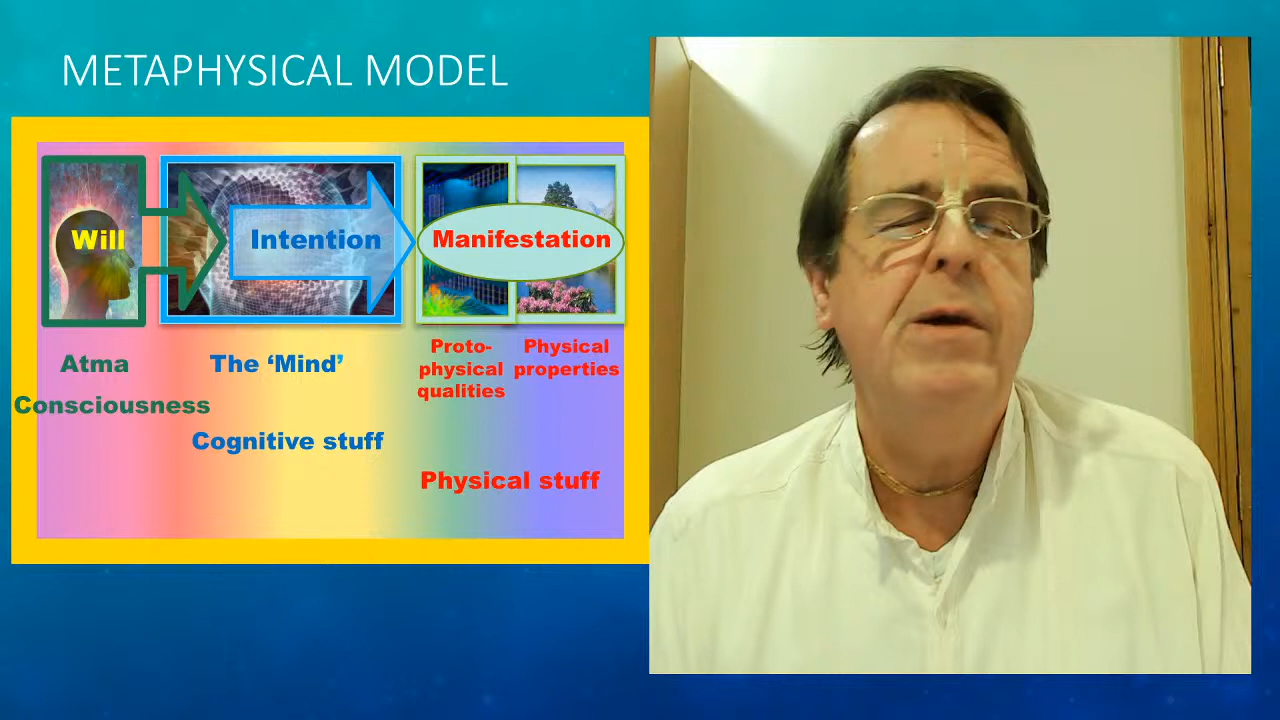 METAPHYSICAL MODEL
Will
Intention
Manifestation
Atma
The ‘Mind’
Proto-
physical
qualities
Physical
properties
Consciousness
Cognitive stuff
Physical stuff